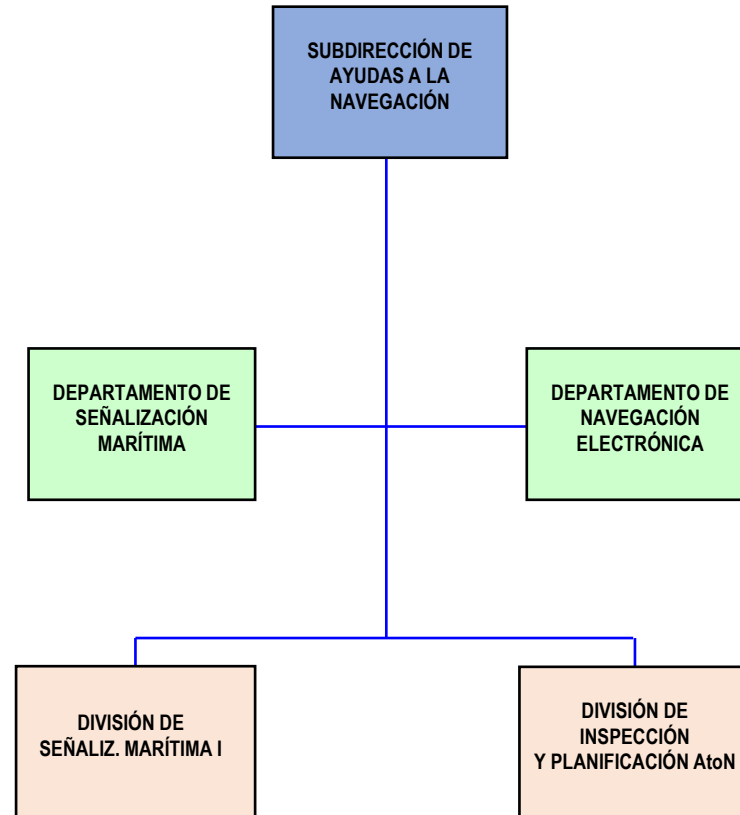 SUBDIRECCIÓN DE
AYUDAS A LA
NAVEGACIÓN
DEPARTAMENTO DE
SEÑALIZACIÓN
MARÍTIMA
DEPARTAMENTO DE
NAVEGACIÓN
ELECTRÓNICA
DIVISIÓN DE
SEÑALIZ. MARÍTIMA I
DIVISIÓN DE
INSPECCIÓN
Y PLANIFICACIÓN AtoN